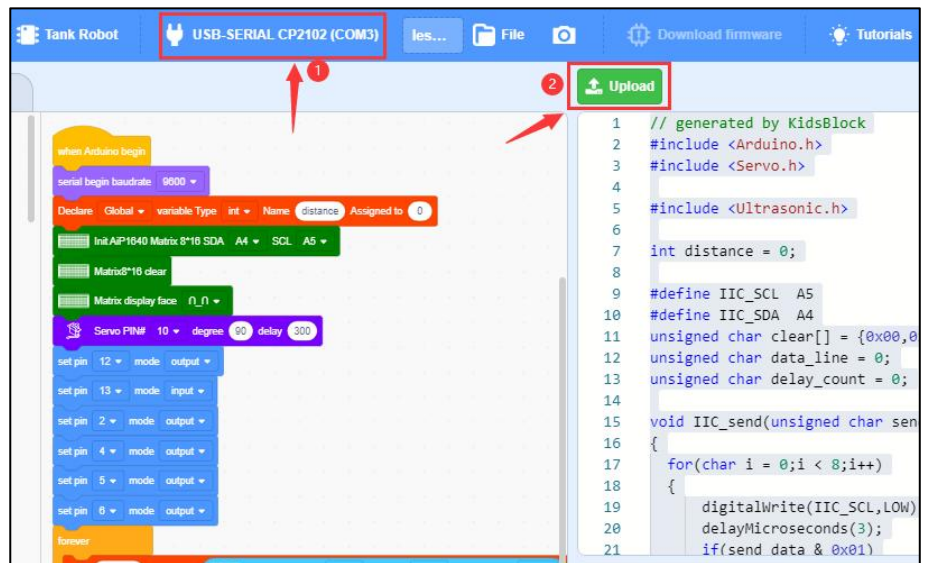 Tank Robot USB-SERIAL CP2102 (COM3) les... File Download firmware Tutorials
1
2 Upload
when Arduino begin
serial begin baudrate 9600
Declare Global variable Type int Name distance Assigned to 0
Init AiP1640 Matrix 8*16 SDA A4 SCL A5
Matrix8*16 clear
Matrix display face ∩_∩
Servo PIN# 10 degree 90 delay 300
set pin 12 mode output
set pin 13 mode input
set pin 2 mode output
set pin 4 mode output
set pin 5 mode output
set pin 6 mode output
forever
1 // generated by KidsBlock
2 #include <Arduino.h>
3 #include <Servo.h>
4
5 #include <Ultrasonic.h>
6
7 int distance = 0;
8
9 #define IIC_SCL A5
10 #define IIC_SDA A4
11 unsigned char clear[] = {0x00,0
12 unsigned char data_line = 0;
13 unsigned char delay_count = 0;
14
15 void IIC_send(unsigned char sen
16 {
17 for(char i = 0;i < 8;i++)
18 {
19 digitalWrite(IIC_SCL,LOW)
20 delayMicroseconds(3);
21 if(send_data & 0x01)